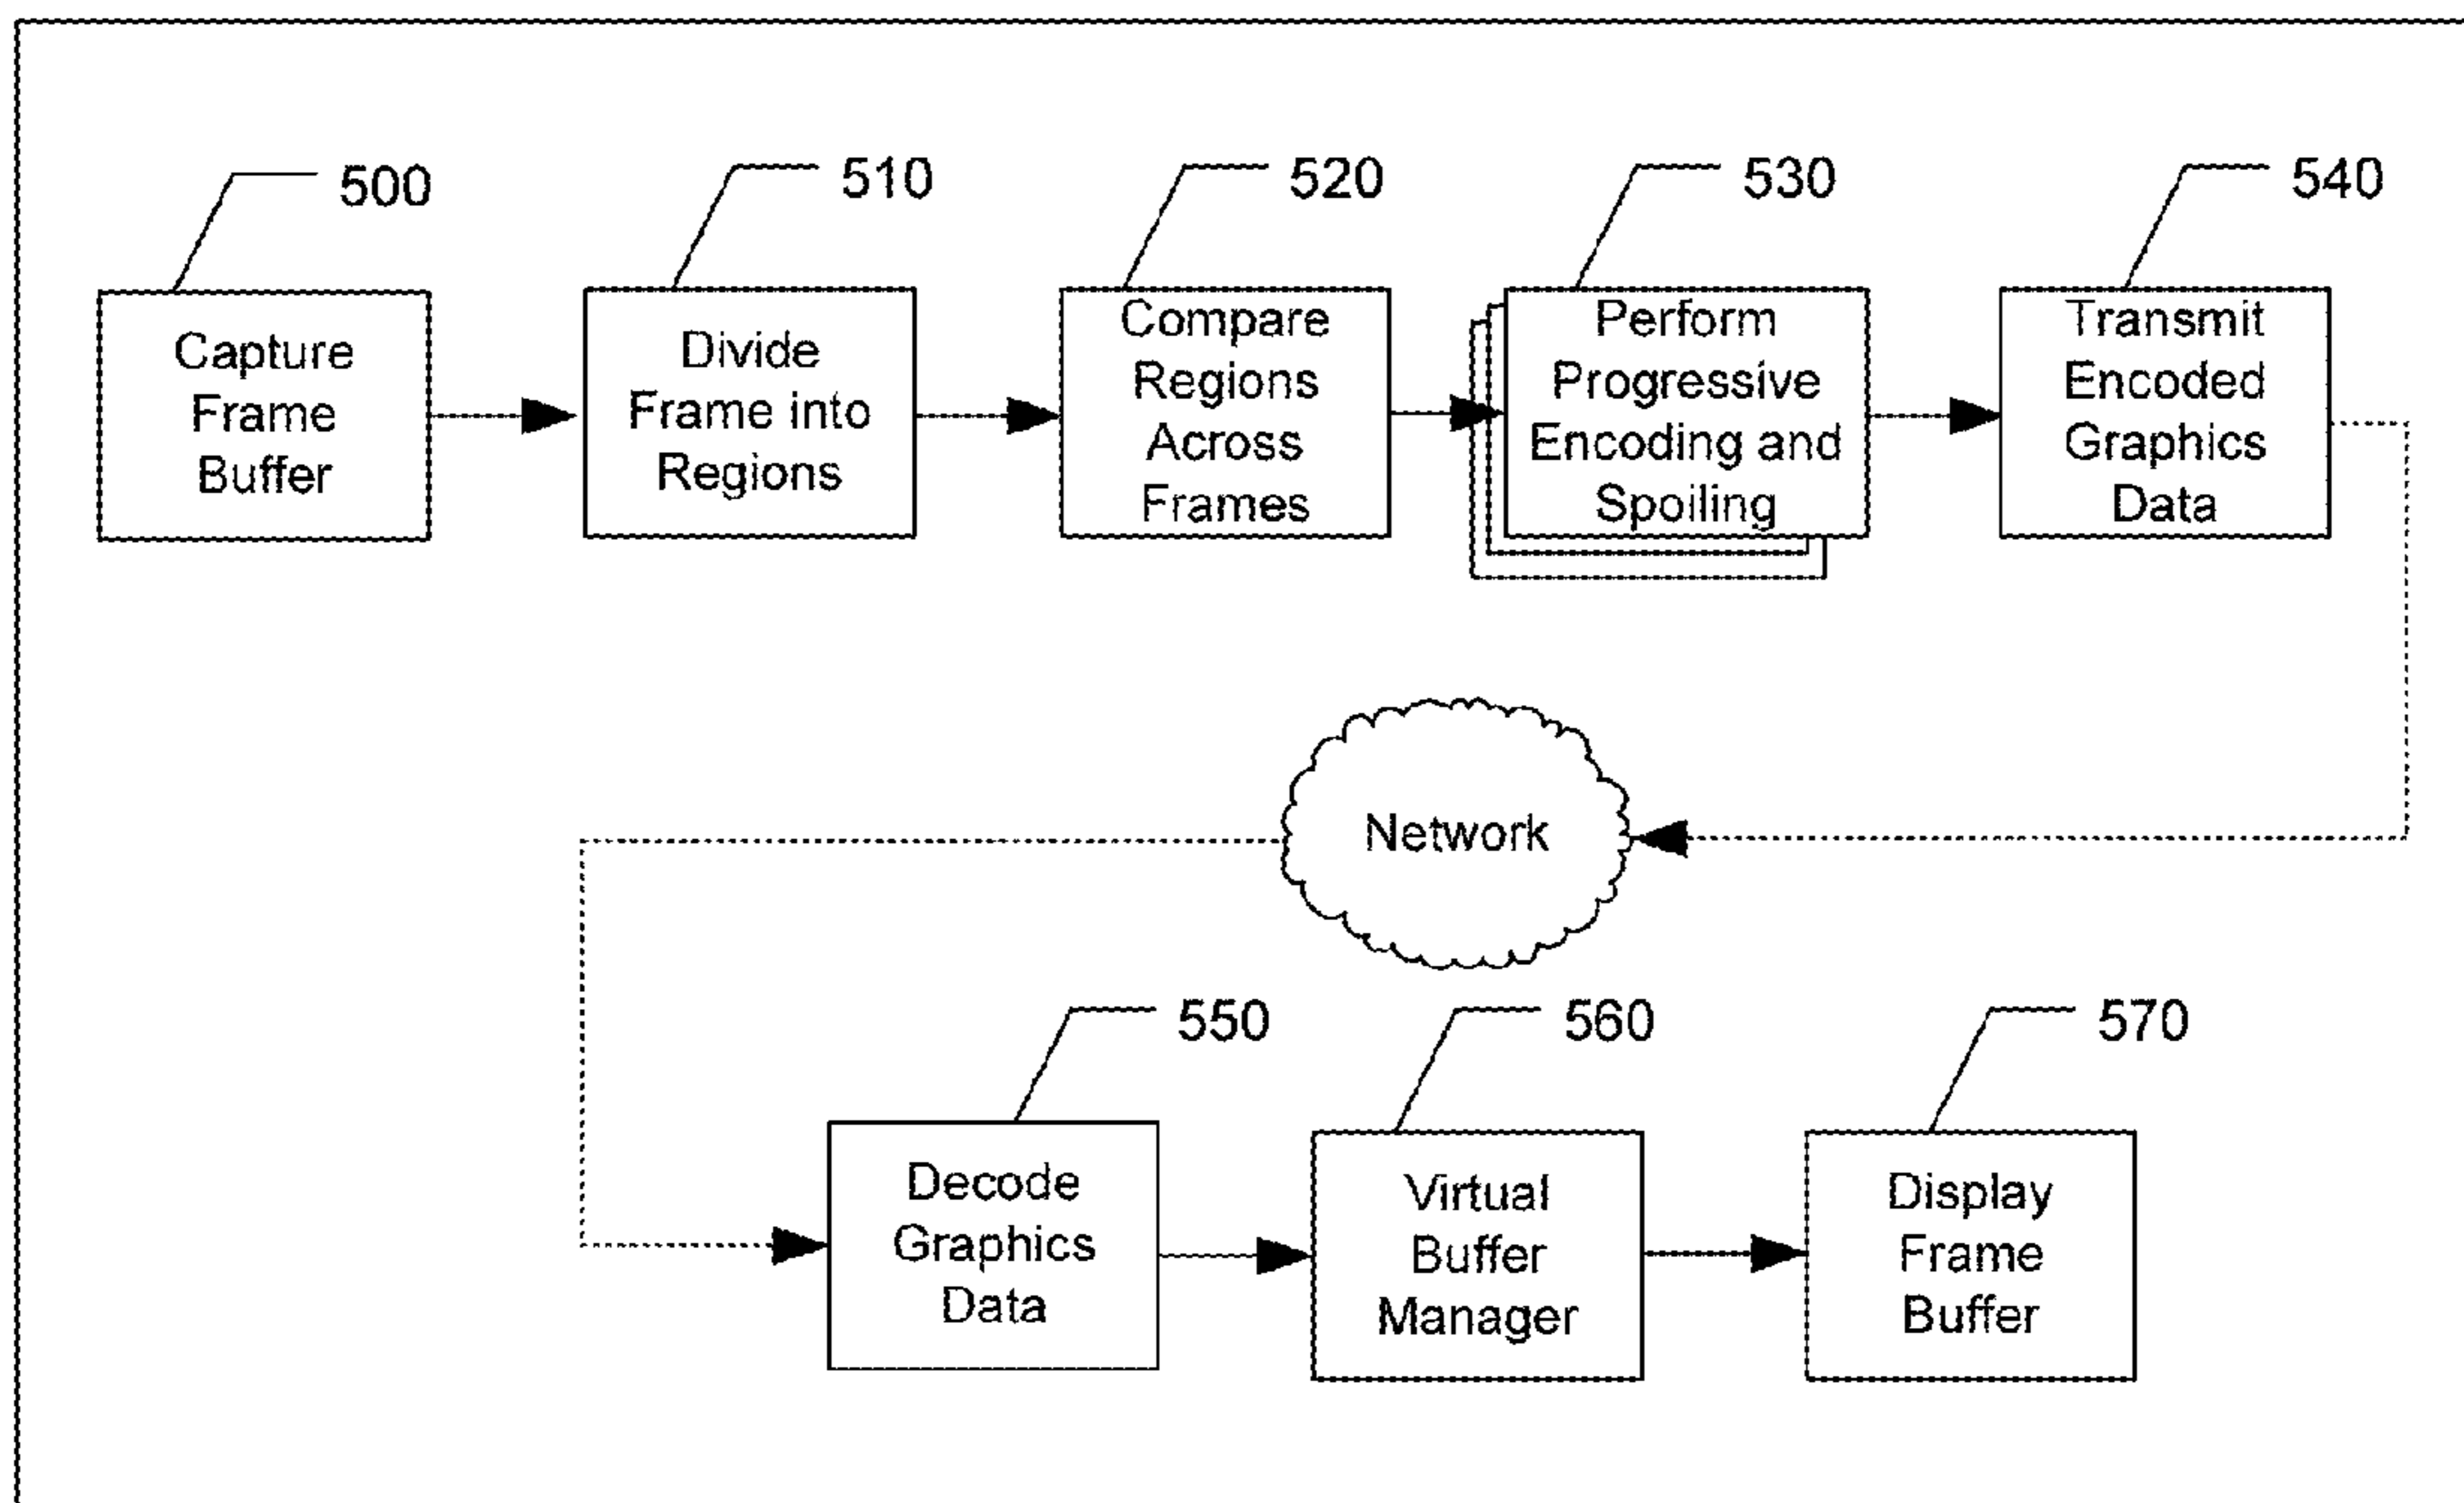 500
510
520
530
540
Capture
Frame
Buffer
Divide
Frame into
Regions
Compare
Regions
Across
Frames
Perform
Progressive
Encoding and
Spoiling
Transmit
Encoded
Graphics
Data
Network
550
560
570
Decode
Graphics
Data
Virtual
Buffer
Manager
Display
Frame
Buffer